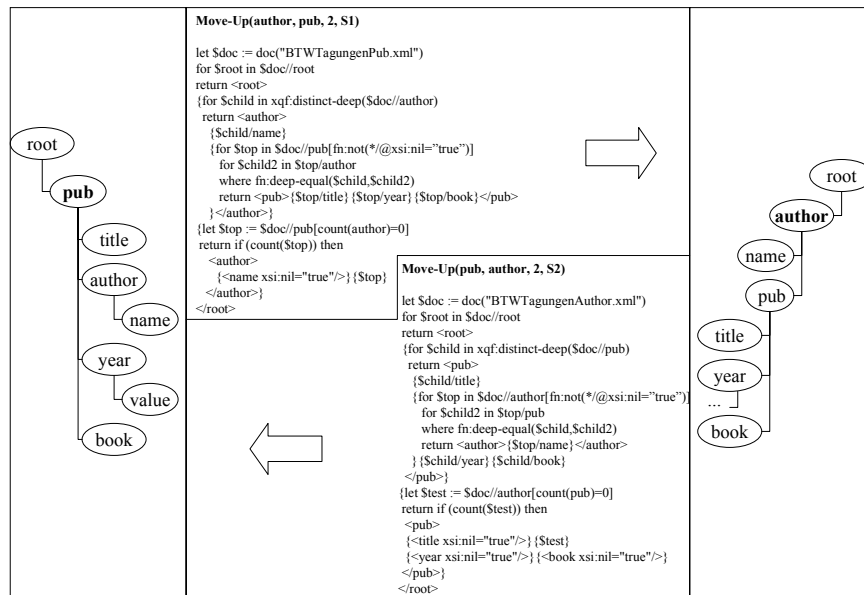 root
pub
title
author
name
year
value
book
Move-Up(author, pub, 2, S1)
let $doc := doc("BTWTagungenPub.xml")
for $root in $doc//root
return <root>
{for $child in xqf:distinct-deep($doc//author)
return <author>
{$child/name}
{for $top in $doc//pub[fn:not(*/@xsi:nil="true")]
for $child2 in $top/author
where fn:deep-equal($child,$child2)
return <pub>{$top/title}{$top/year}{$top/book}</pub>
}</author>}
{let $top := $doc//pub[count(author)=0]
return if (count($top)) then
<author>
{<name xsi:nil="true"/>}{$top}
</author>}
</root>
Move-Up(pub, author, 2, S2)
let $doc := doc("BTWTagungenAuthor.xml")
for $root in $doc//root
return <root>
{for $child in xqf:distinct-deep($doc//pub)
return <pub>
{$child/title}
{for $top in $doc//author[fn:not(*/@xsi:nil="true")]
for $child2 in $top/pub
where fn:deep-equal($child,$child2)
return <author>{$top/name}</author>
}{$child/year}{$child/book}
</pub>}
{let $test := $doc//author[count(pub)=0]
return if (count($test)) then
<pub>
{<title xsi:nil="true"/>}{$test}
{<year xsi:nil="true"/>}{<book xsi:nil="true"/>}
</pub>}
</root>
root
author
name
pub
title
year
...
book